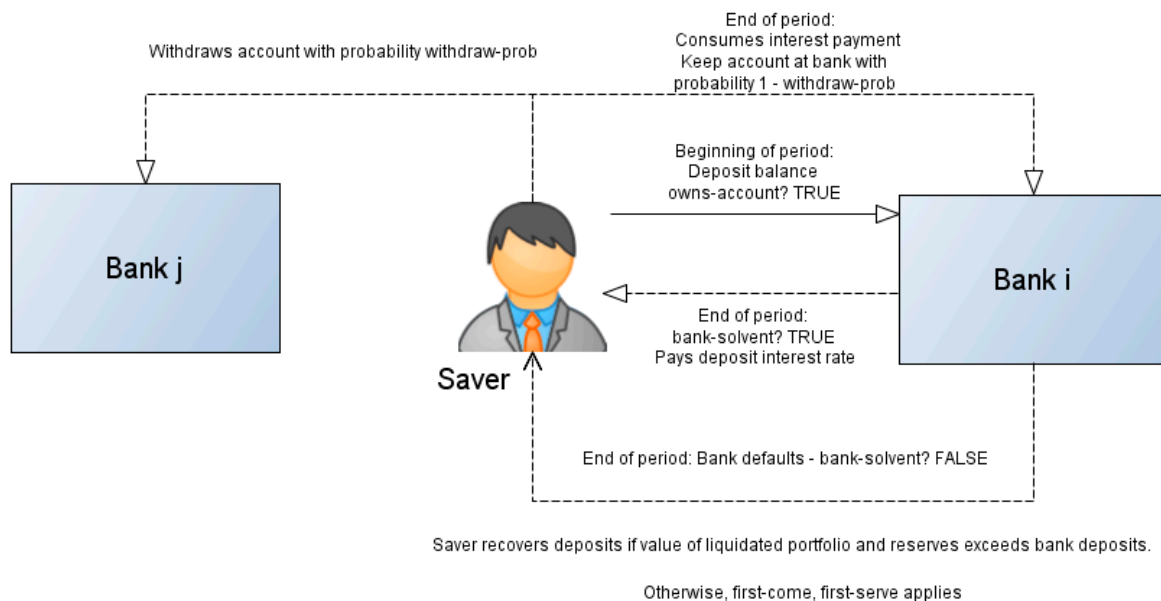 End of period:
Consumes interest payment
Keep account at bank with
probability 1 - withdraw-prob
Withdraws account with probability withdraw-prob
Beginning of period:
Deposit balance
owns-account? TRUE
Bank j
Bank i
End of period:
bank-solvent? TRUE
Pays deposit interest rate
Saver
End of period: Bank defaults - bank-solvent? FALSE
Saver recovers deposits if value of liquidated portfolio and reserves exceeds bank deposits.
Otherwise, first-come, first-serve applies